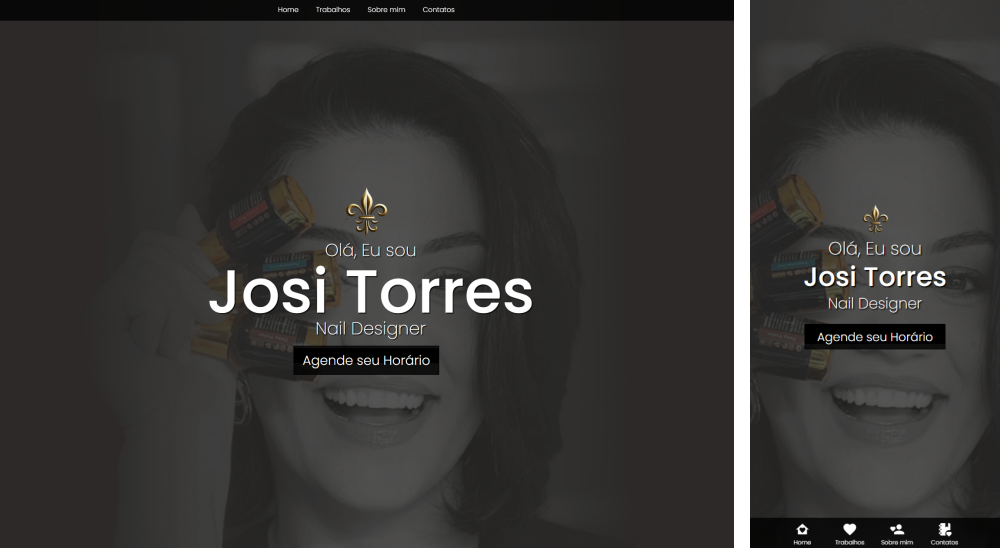 Home Trabalhos Sobre mim Contatos
Olá, Eu sou
Josi Torres
Nail Designer
Agende seu Horário
Olá, Eu sou
Josi Torres
Nail Designer
Agende seu Horário
Home Trabalhos Sobre mim Contatos